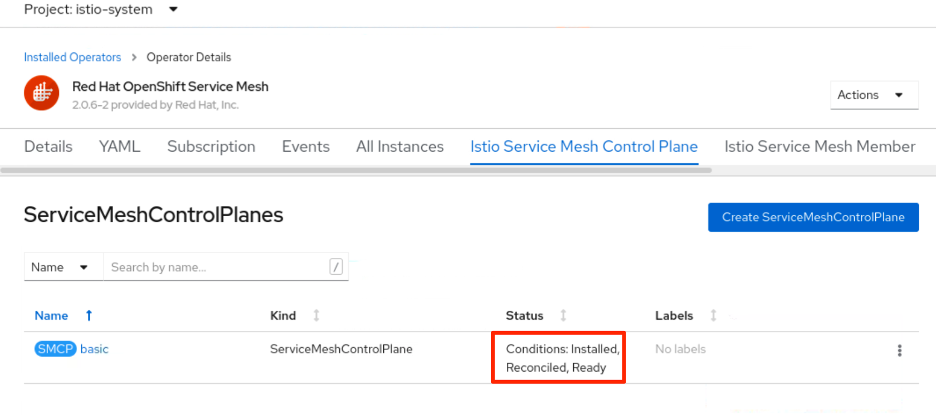 Project: istio-system
Installed Operators > Operator Details
Red Hat OpenShift Service Mesh
2.0.6-2 provided by Red Hat, Inc.
Actions
Details YAML Subscription Events All Instances Istio Service Mesh Control Plane Istio Service Mesh Member
ServiceMeshControlPlanes
Create ServiceMeshControlPlane
Name Search by name... /
Name Kind Status Labels
SMCP basic ServiceMeshControlPlane Conditions: Installed, No labels
Reconciled, Ready